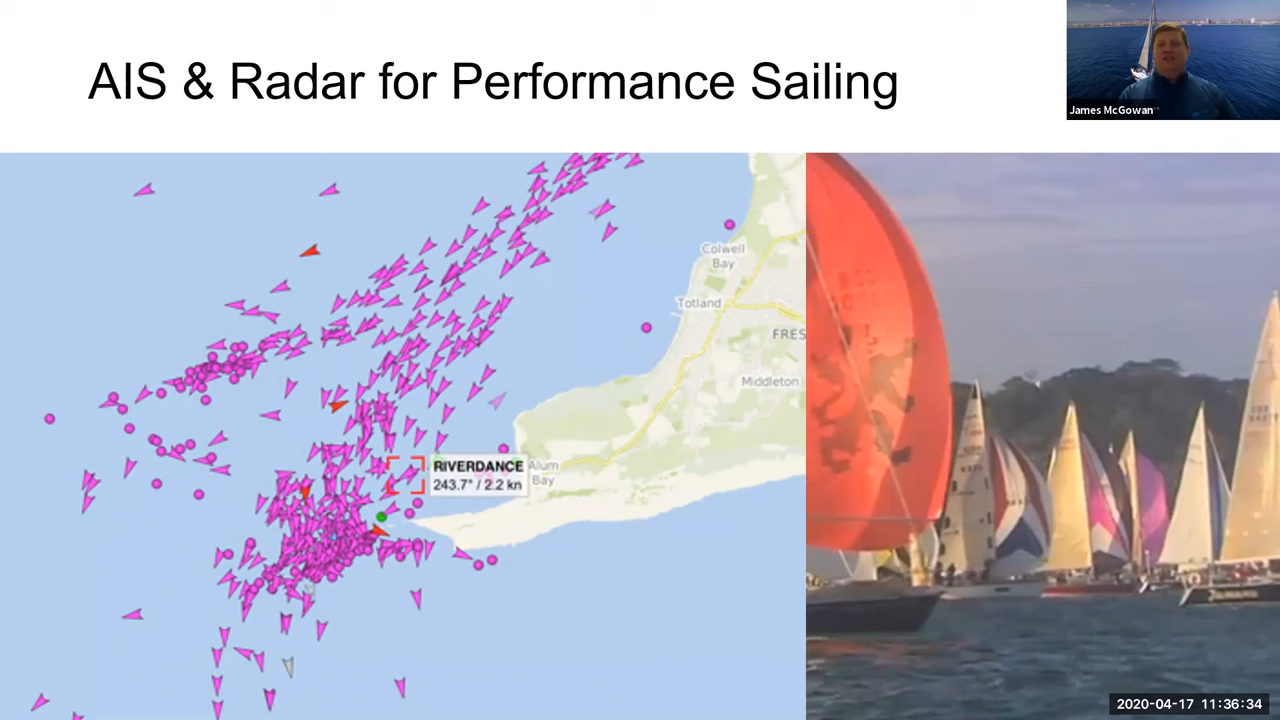 AIS & Radar for Performance Sailing
James McGowan
Colwell
Bay
Totland
FRES
Middleton
RIVERDANCE
243.7° / 2.2 kn
Alum
Bay
2020-04-17 11:36:34